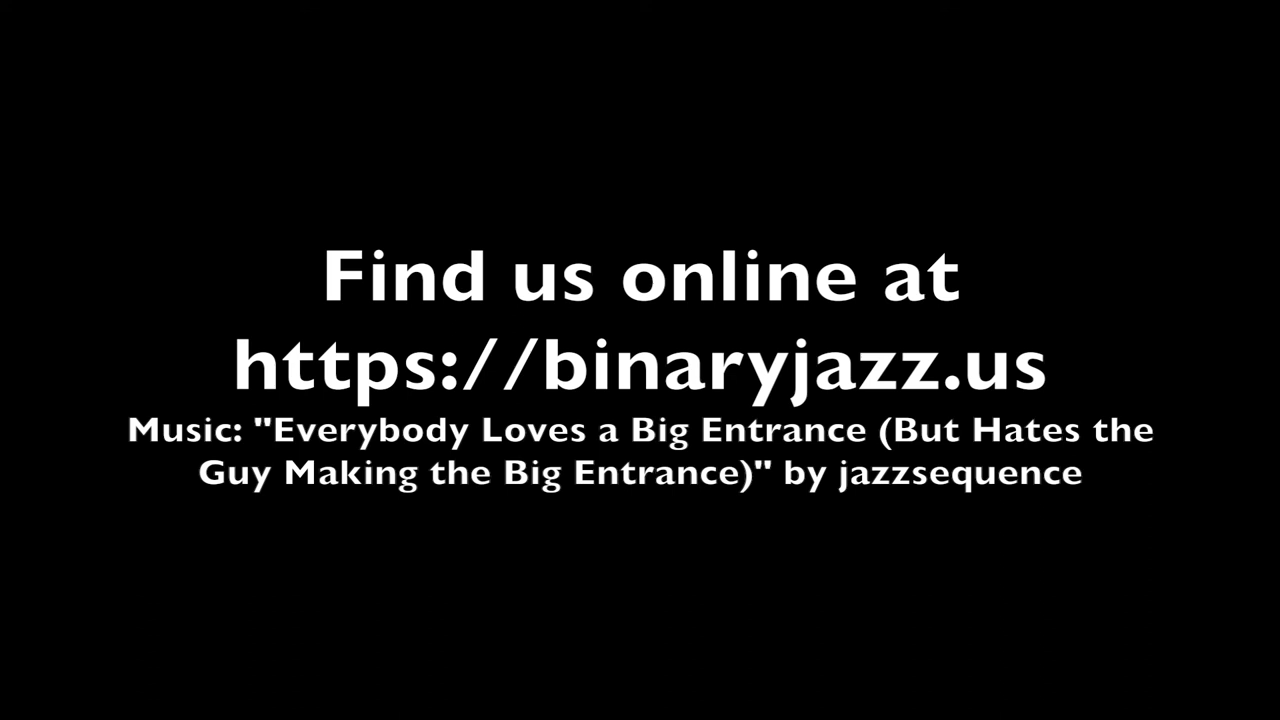 Find us online at
https://binaryjazz.us
Music: "Everybody Loves a Big Entrance (But Hates the
Guy Making the Big Entrance)" by jazzsequence